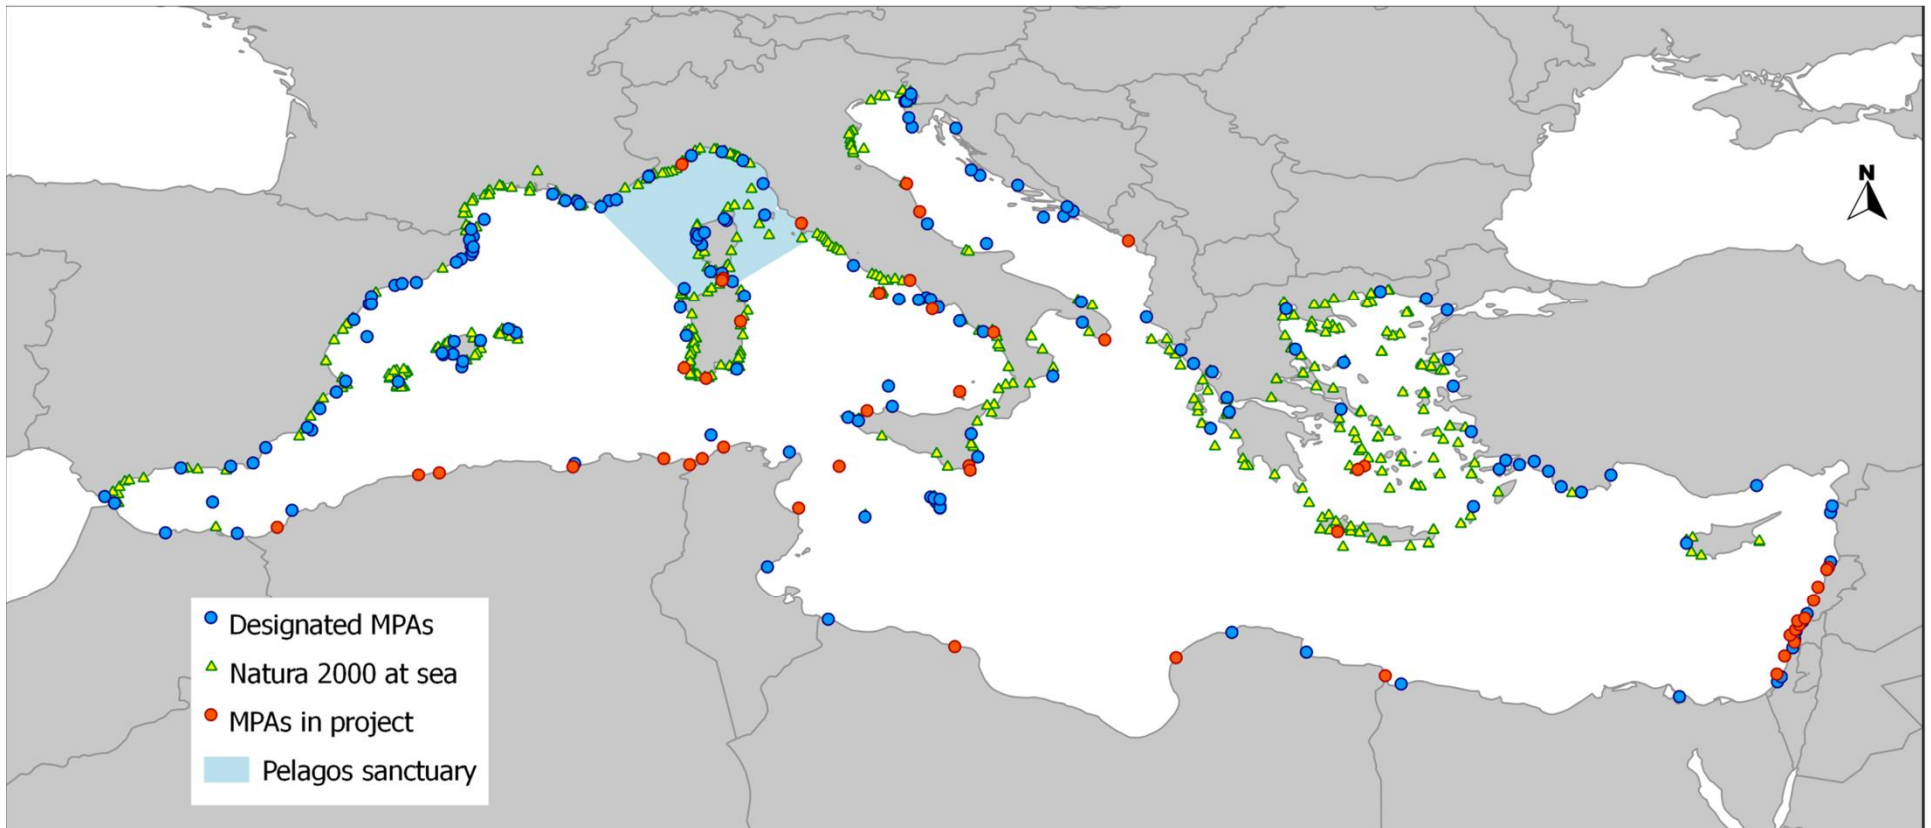 N
Designated MPAs
Natura 2000 at sea
MPAs in project
Pelagos sanctuary